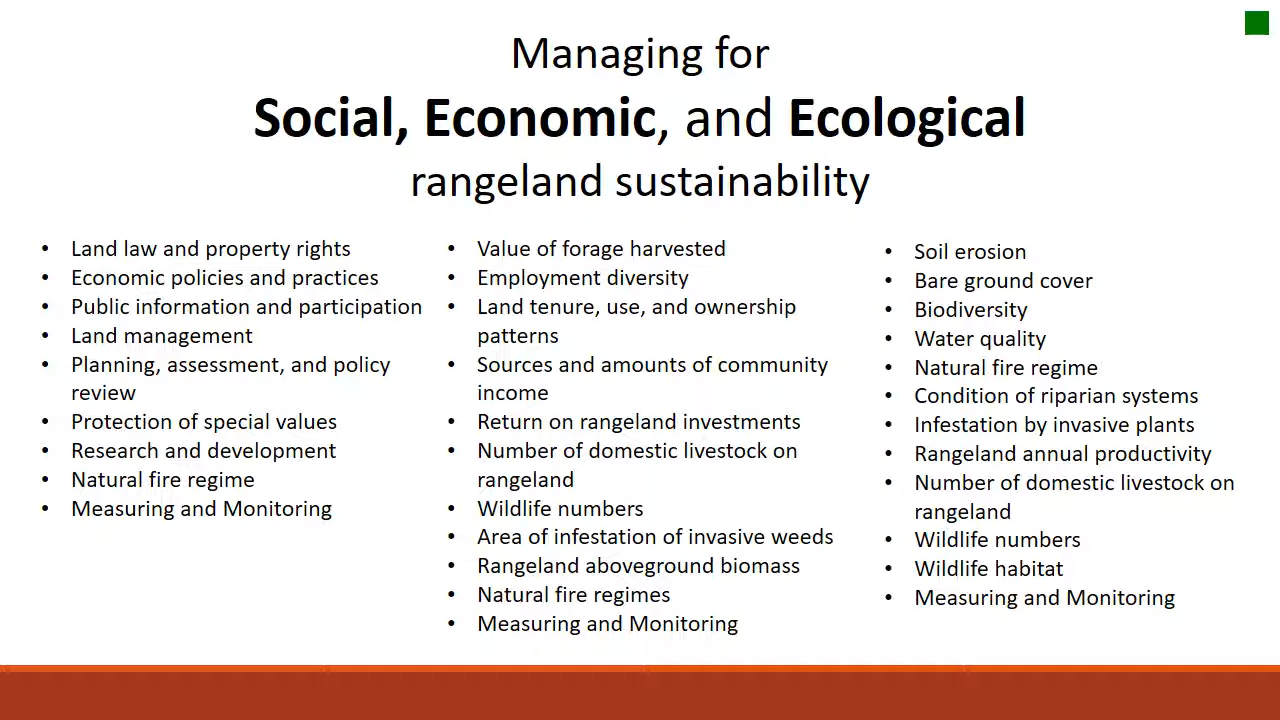 Managing for
Social, Economic, and Ecological
rangeland sustainability
• Land law and property rights
• Economic policies and practices
• Public information and participation
• Land management
• Planning, assessment, and policy
review
• Protection of special values
• Research and development
• Natural fire regime
• Measuring and Monitoring
• Value of forage harvested
• Employment diversity
• Land tenure, use, and ownership
patterns
• Sources and amounts of community
income
• Return on rangeland investments
• Number of domestic livestock on
rangeland
• Wildlife numbers
• Area of infestation of invasive weeds
• Rangeland aboveground biomass
• Natural fire regimes
• Measuring and Monitoring
• Soil erosion
• Bare ground cover
• Biodiversity
• Water quality
• Natural fire regime
• Condition of riparian systems
• Infestation by invasive plants
• Rangeland annual productivity
• Number of domestic livestock on
rangeland
• Wildlife numbers
• Wildlife habitat
• Measuring and Monitoring